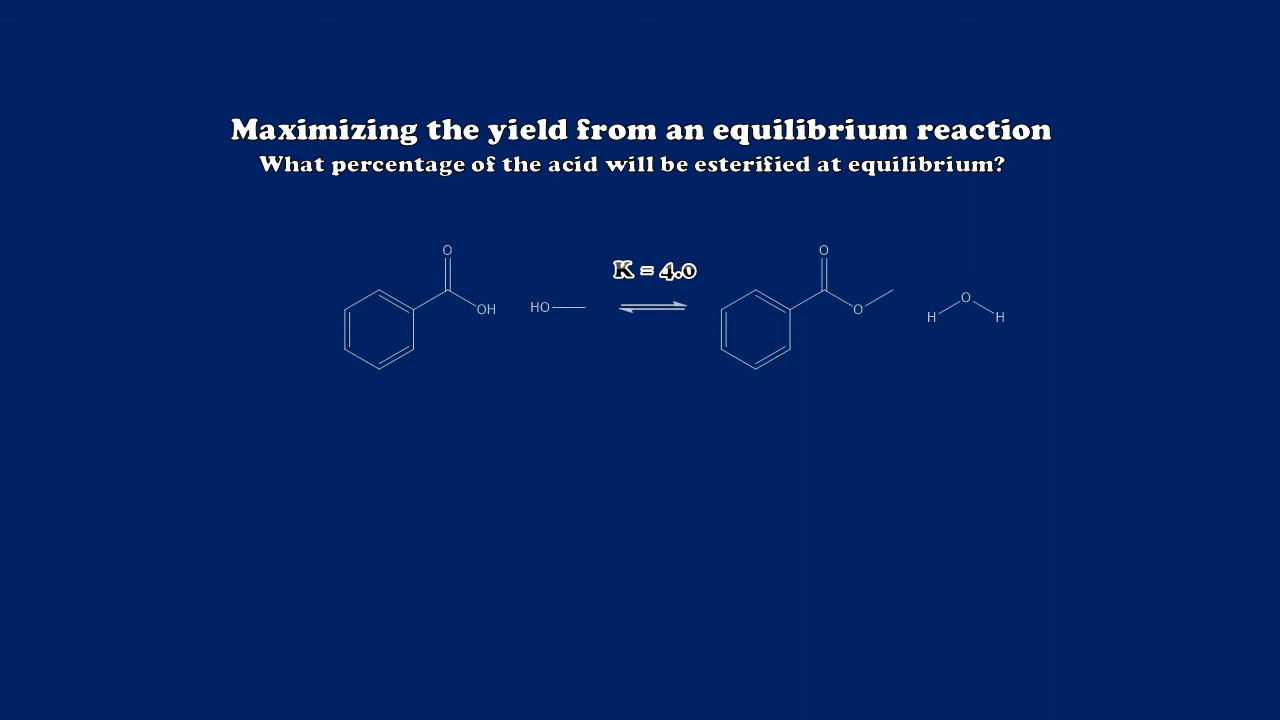 Maximizing the yield from an equilibrium reaction
What percentage of the acid will be esterified at equilibrium?
O
O
K = 4.0
OH
HO
O
O
H
H